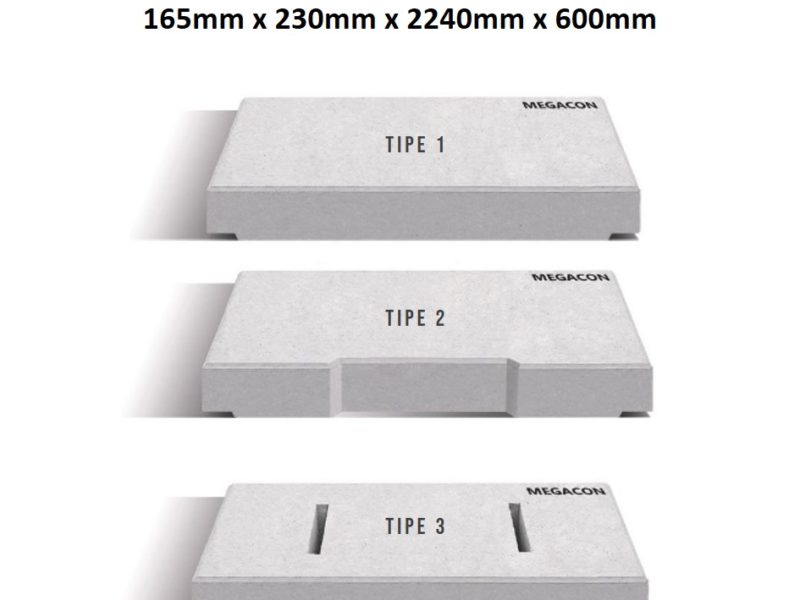 165mm x 230mm x 2240mm x 600mm
MEGACON
TIPE 1
MEGACON
TIPE 2
MEGACON
TIPE 3